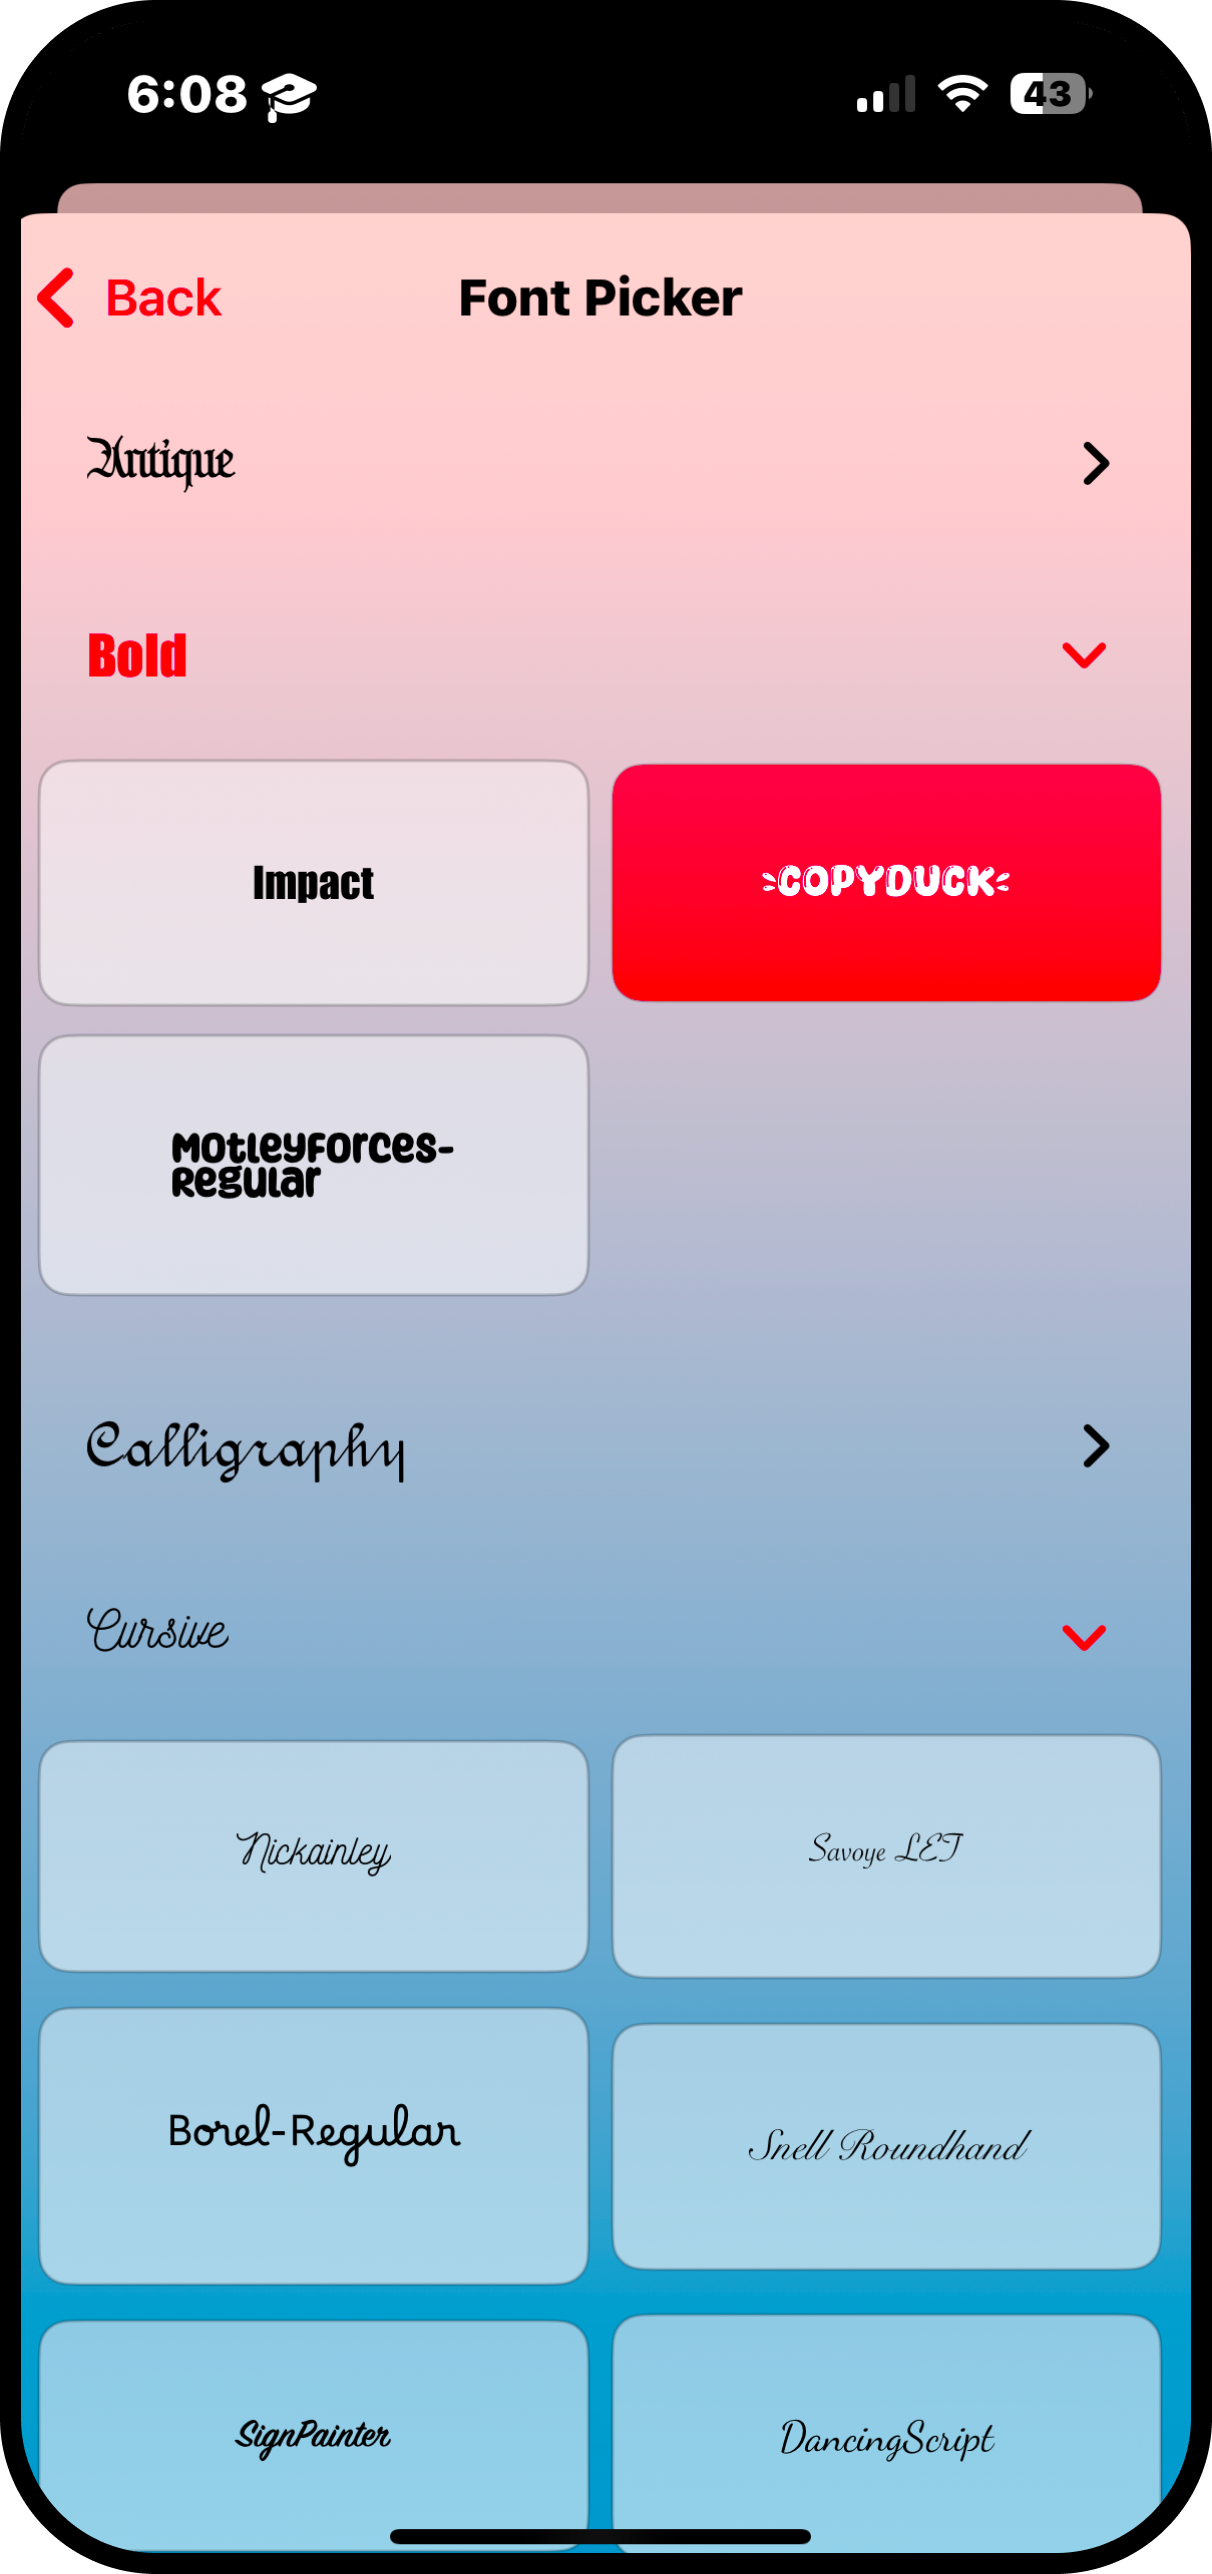 6:08
43
Back
Font Picker
Antique
Bold
Impact
COPYDUCK
MotleyForces-
Regular
Calligraphy
Cursive
Nickainley
Savoye LET
Borel-Regular
Snell Roundhand
SignPainter
DancingScript